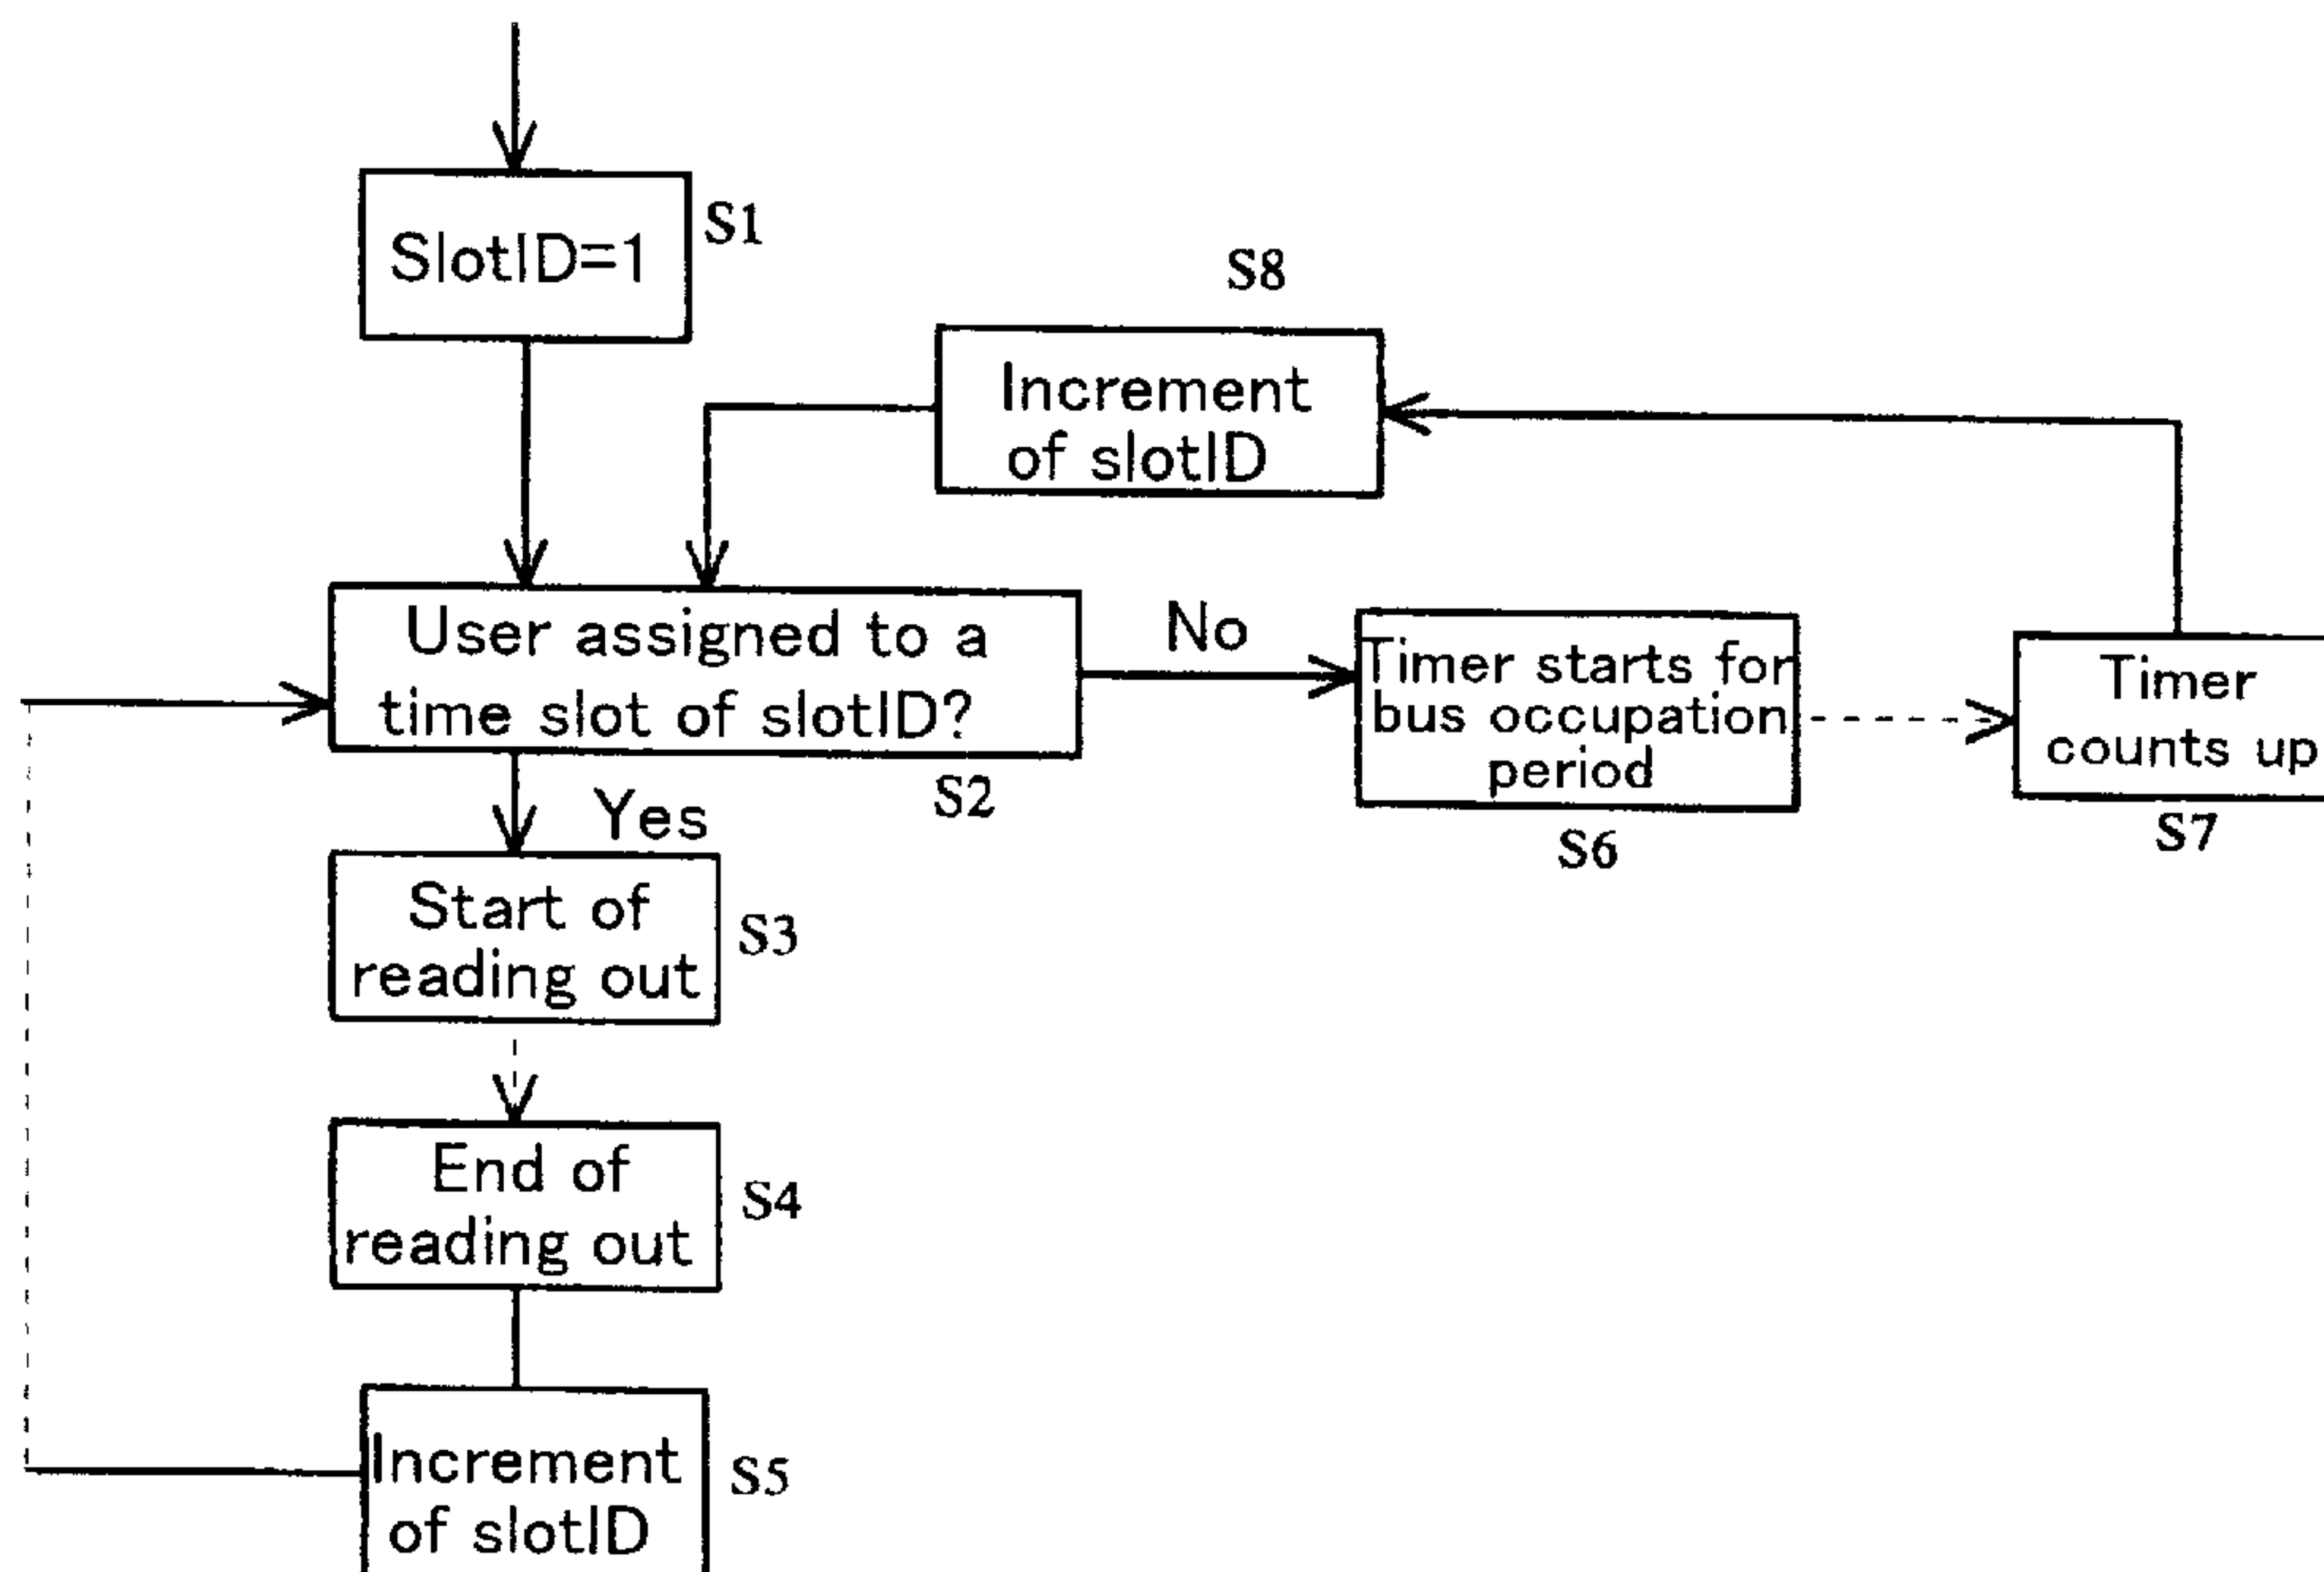 SlotID=1
S1
S8
Increment
of slotID
User assigned to a
time slot of slotID?
S2
No
Timer starts for
bus occupation
period
S6
Timer
counts up
S7
Yes
Start of
reading out
S3
End of
reading out
S4
Increment
of slotID
S5